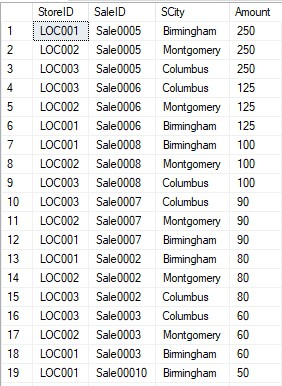 StoreID SaleID SCity Amount
1 LOC001 Sale0005 Birmingham 250
2 LOC002 Sale0005 Montgomery 250
3 LOC003 Sale0005 Columbus 250
4 LOC003 Sale0006 Columbus 125
5 LOC002 Sale0006 Montgomery 125
6 LOC001 Sale0006 Birmingham 125
7 LOC001 Sale0008 Birmingham 100
8 LOC002 Sale0008 Montgomery 100
9 LOC003 Sale0008 Columbus 100
10 LOC003 Sale0007 Columbus 90
11 LOC002 Sale0007 Montgomery 90
12 LOC001 Sale0007 Birmingham 90
13 LOC001 Sale0002 Birmingham 80
14 LOC002 Sale0002 Montgomery 80
15 LOC003 Sale0002 Columbus 80
16 LOC003 Sale0003 Columbus 60
17 LOC002 Sale0003 Montgomery 60
18 LOC001 Sale0003 Birmingham 60
19 LOC001 Sale00010 Birmingham 50